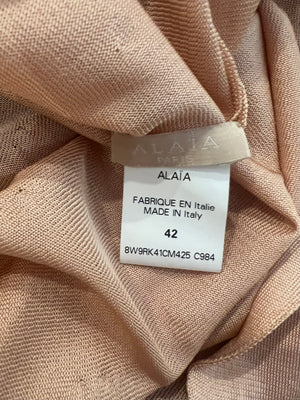 ALAÏA
PARIS
ALAÏA
FABRIQUE EN Italie
MADE IN Italy
42
8W9RK41CM425 C984